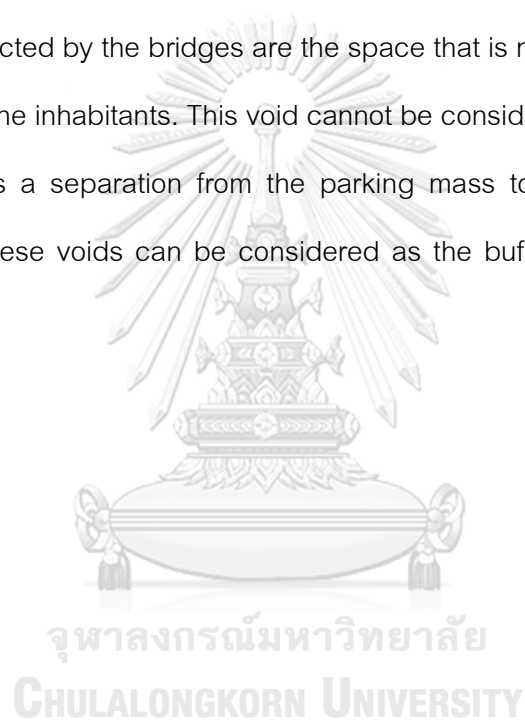 cted by the bridges are the space that is
inhabitants. This void cannot be consid
s a separation from the parking mass to
ese voids can be considered as the buf
จุฬาลงกรณ์มหาวิทยาลัย
CHULALONGKORN UNIVERSITY